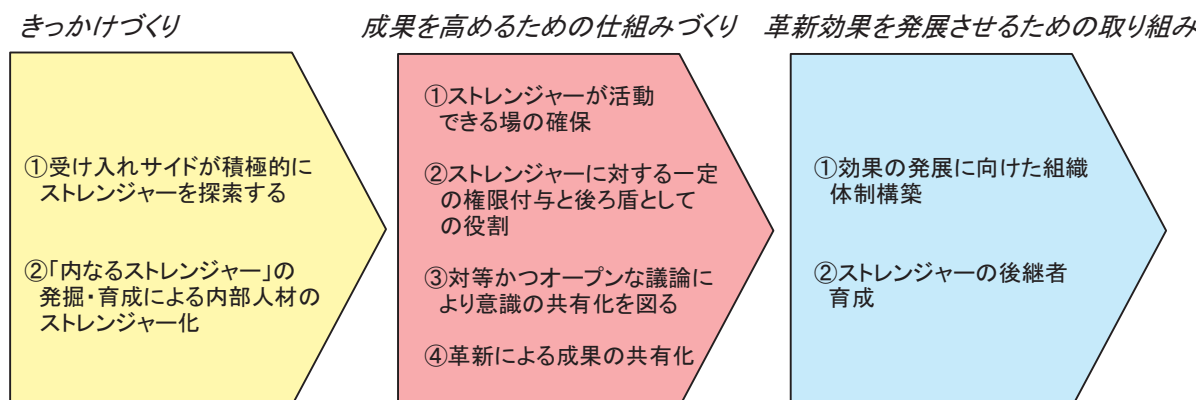 きっかけづくり
成果を高めるための仕組みづくり
革新効果を発展させるための取り組み
①受け入れサイドが積極的に
ストレンジャーを探索する
②「内なるストレンジャー」の
発掘・育成による内部人材の
ストレンジャー化
①ストレンジャーが活動
できる場の確保
②ストレンジャーに対する一定
の権限付与と後ろ盾として
の役割
③対等かつオープンな議論に
より意識の共有化を図る
④革新による成果の共有化
①効果の発展に向けた組織
体制構築
②ストレンジャーの後継者
育成